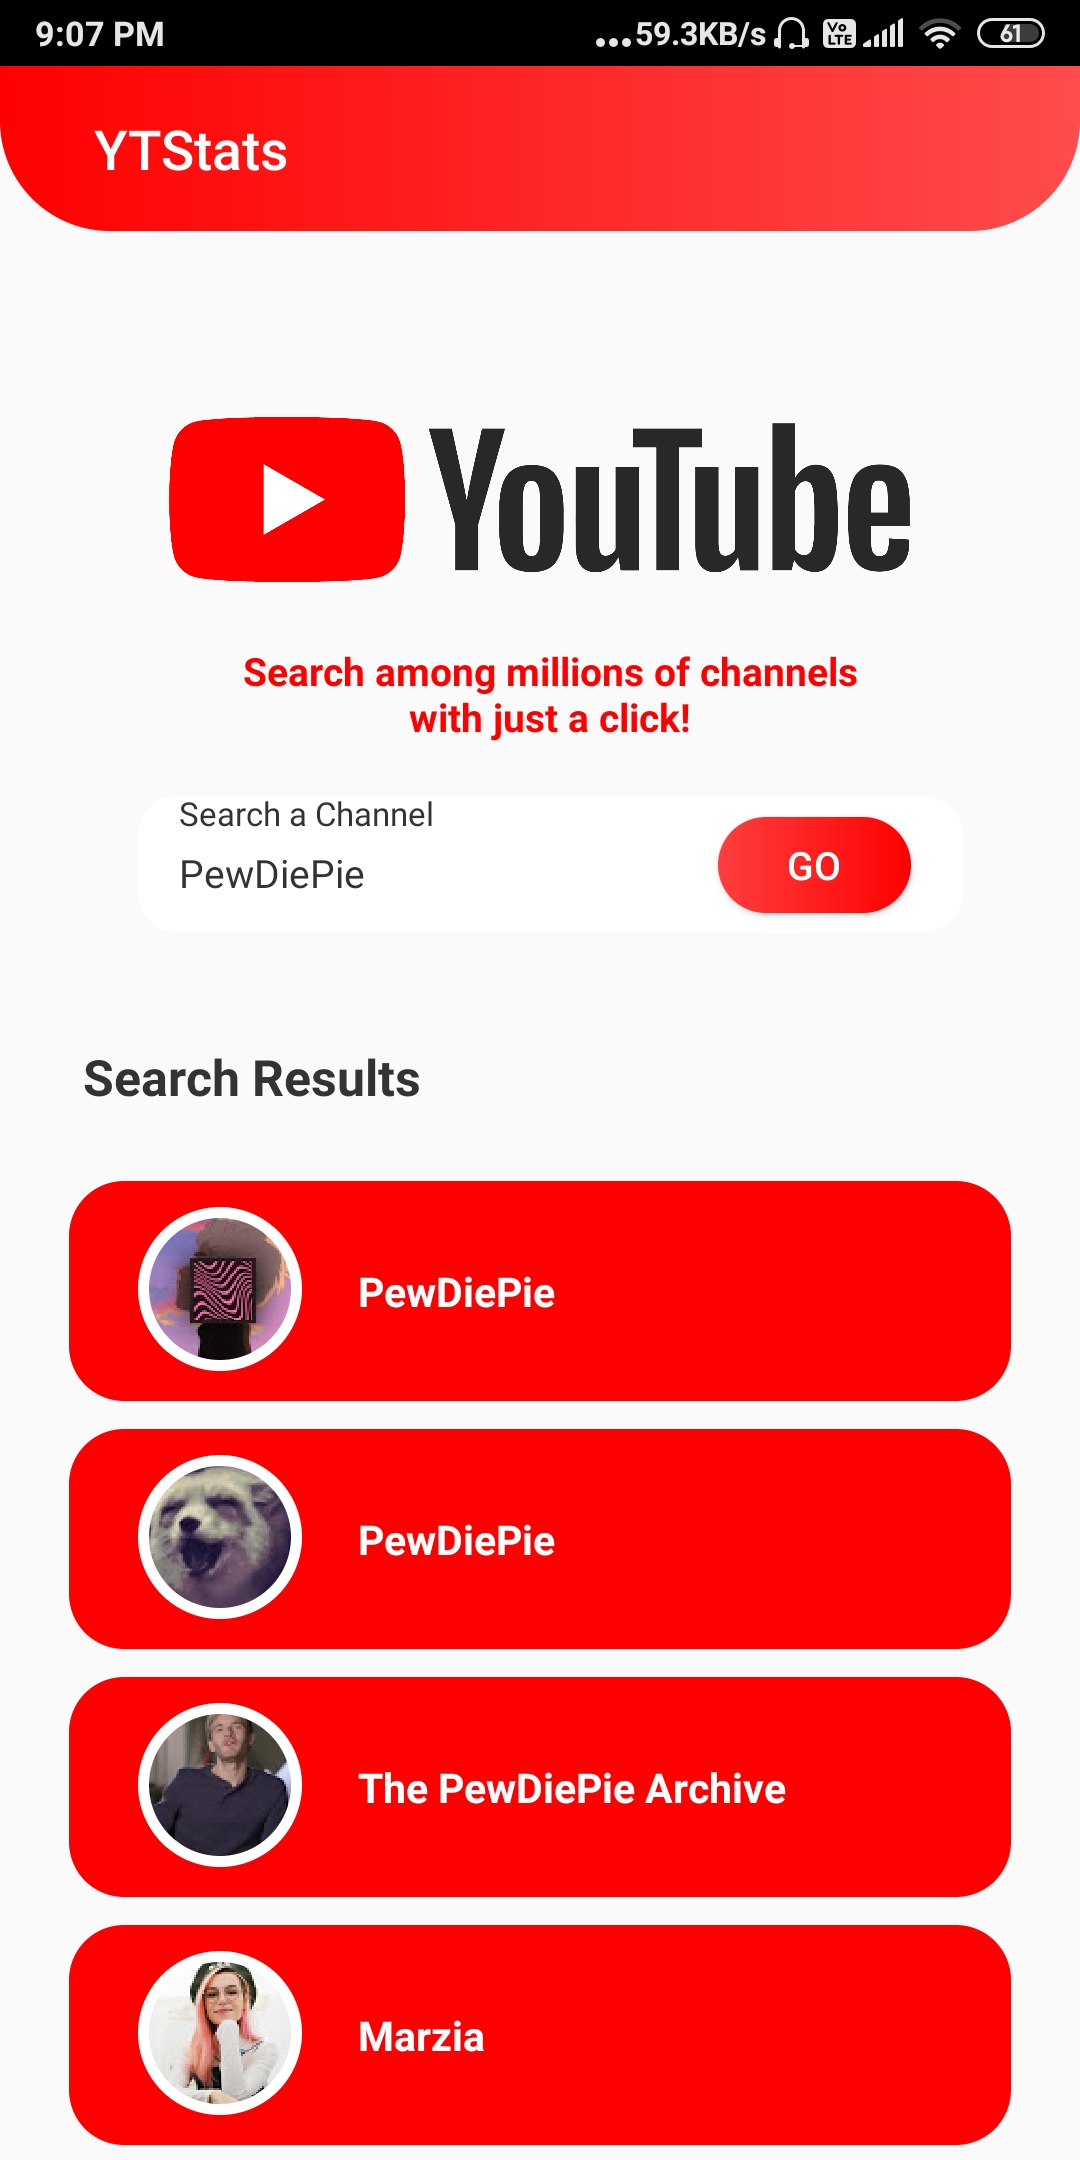 9:07 PM
...59.3KB/s
Vo
LTE
61
YTStats
YouTube
Search among millions of channels
with just a click!
Search a Channel
PewDiePie
GO
Search Results
PewDiePie
PewDiePie
The PewDiePie Archive
Marzia